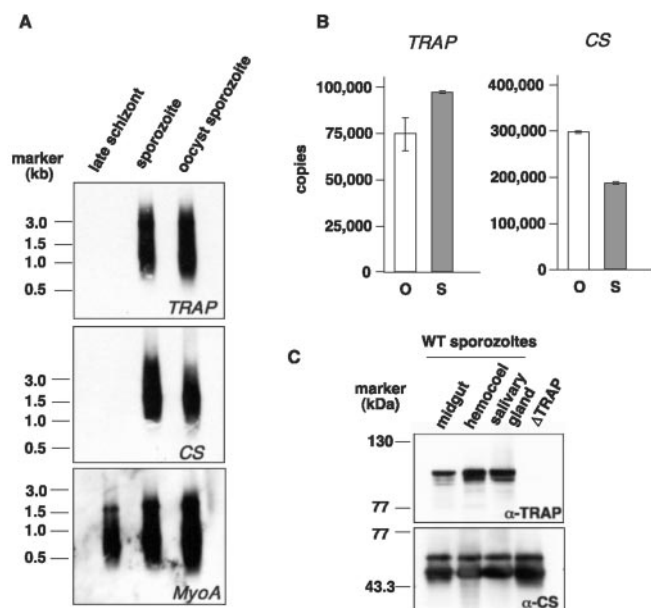 A
late schizont
sporozoite
oocyst sporozoite
marker
(kb)
3.0
1.5
1.0
0.5
TRAP
3.0
1.5
1.0
0.5
CS
3.0
1.5
1.0
0.5
MyoA
B
TRAP
CS
copies
100,000
75,000
50,000
25,000
0
O S
400,000
300,000
200,000
100,000
0
O S
C
WT sporozoites
marker
(kDa)
midgut
hemocoel
salivary
gland
ΔTRAP
130
77
α-TRAP
77
43.3
α-CS